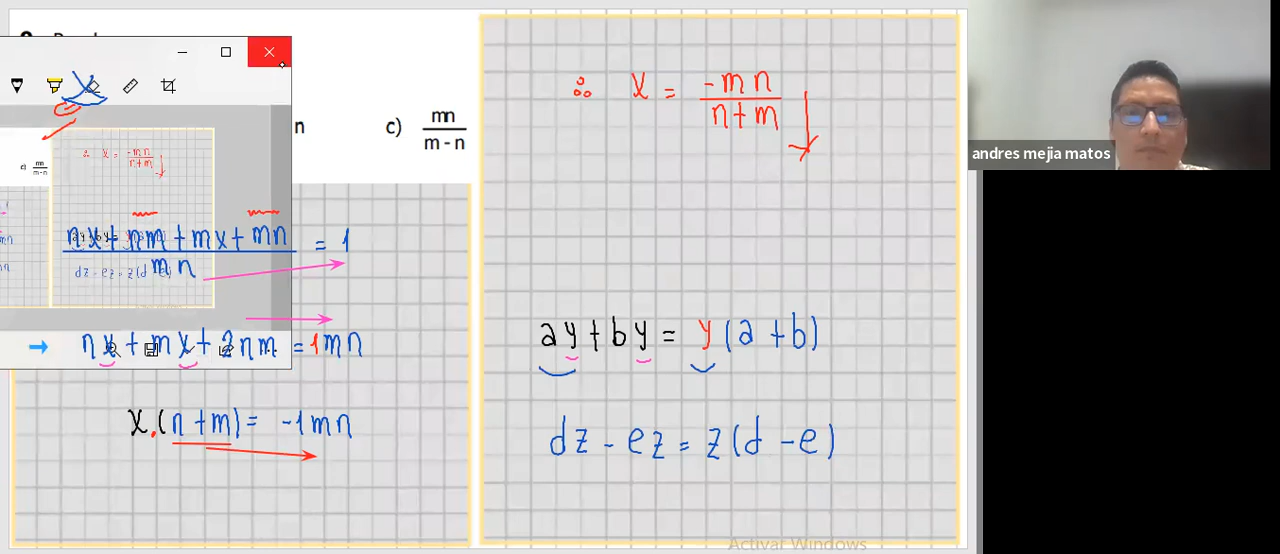 n
c) mn
m - n
nx + nm + mx + mn = 1
mn
→ nx + mx + 2nm = 1mn
x.(n + m) = -1mn
∴ x = -mn
n + m
ay + by = y(a + b)
dz - ez = z(d - e)
andres mejia matos
Activar Windows